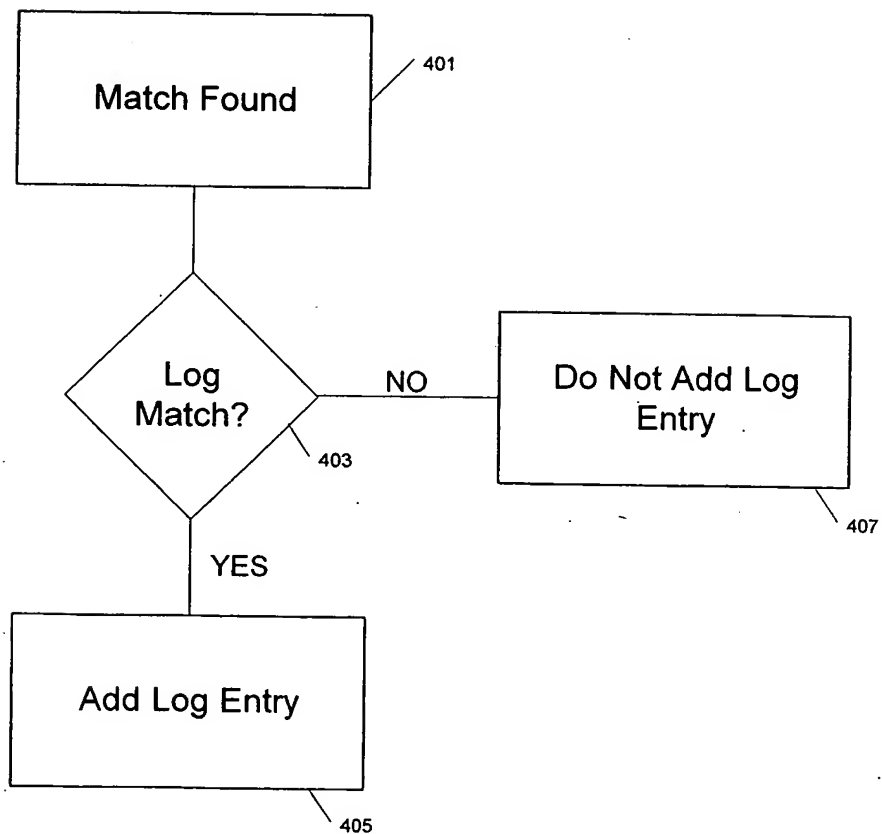 401
Match Found
Log
Match?
NO
Do Not Add Log
Entry
403
407
YES
Add Log Entry
405